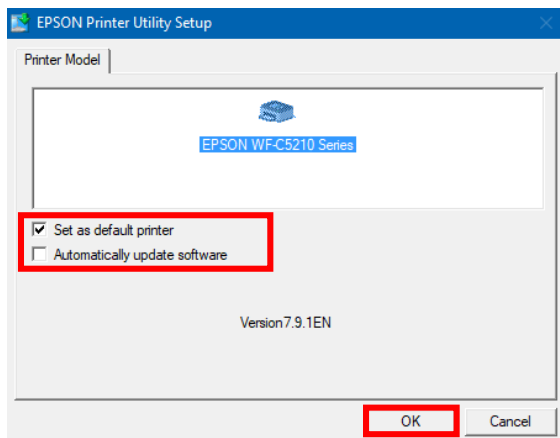 EPSON Printer Utility Setup
Printer Model
EPSON WF-C5210 Series
Set as default printer
Automatically update software
Version7.9.1EN
OK Cancel